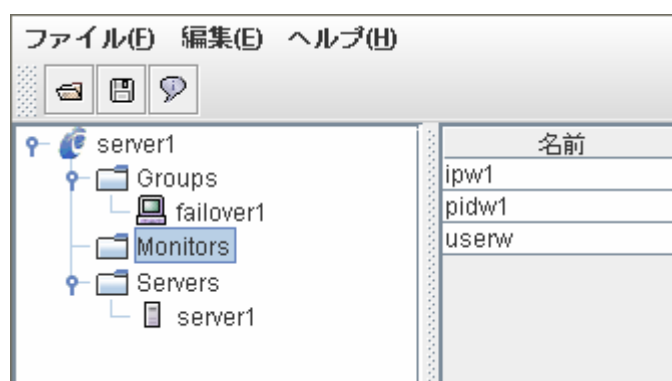 ファイル(F) 編集(E) ヘルプ(H)
server1
Groups
failover1
Monitors
Servers
server1
名前
ipw1
pidw1
userw